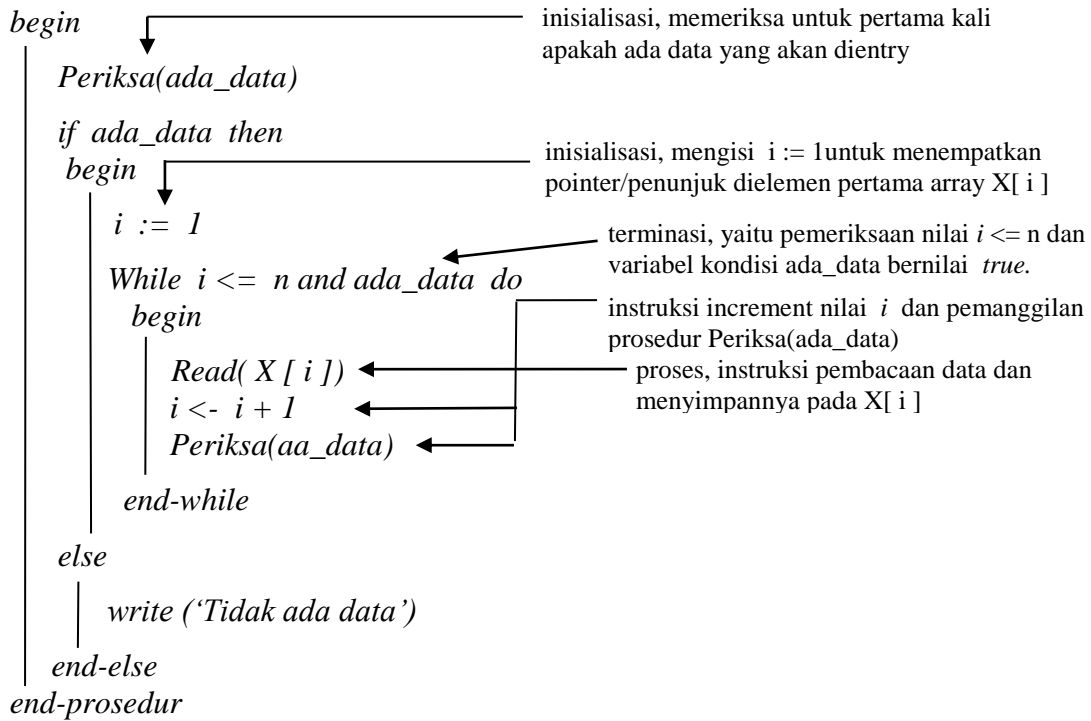 begin
inisialisasi, memeriksa untuk pertama kali
apakah ada data yang akan dientry
Periksa(ada_data)
if ada_data then
begin
inisialisasi, mengisi i := 1untuk menempatkan
pointer/penunjuk dielemen pertama array X[ i ]
i := 1
terminasi, yaitu pemeriksaan nilai i <= n dan
variabel kondisi ada_data bernilai true.
While i <= n and ada_data do
begin
instruksi increment nilai i dan pemanggilan
prosedur Periksa(ada_data)
Read( X [ i ])
proses, instruksi pembacaan data dan
menyimpannya pada X[ i ]
i <- i + 1
Periksa(aa_data)
end-while
else
write (‘Tidak ada data’)
end-else
end-prosedur